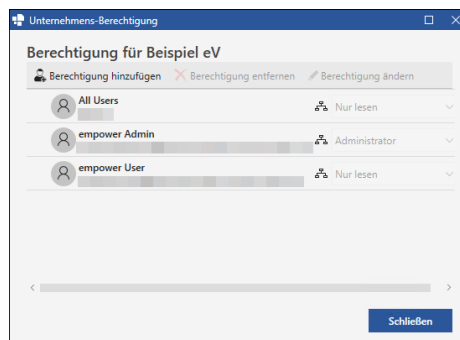 Unternehmens-Berechtigung
Berechtigung für Beispiel eV
Berechtigung hinzufügen Berechtigung entfernen Berechtigung ändern
All Users Nur lesen
empower Admin Administrator
empower User Nur lesen
Schließen